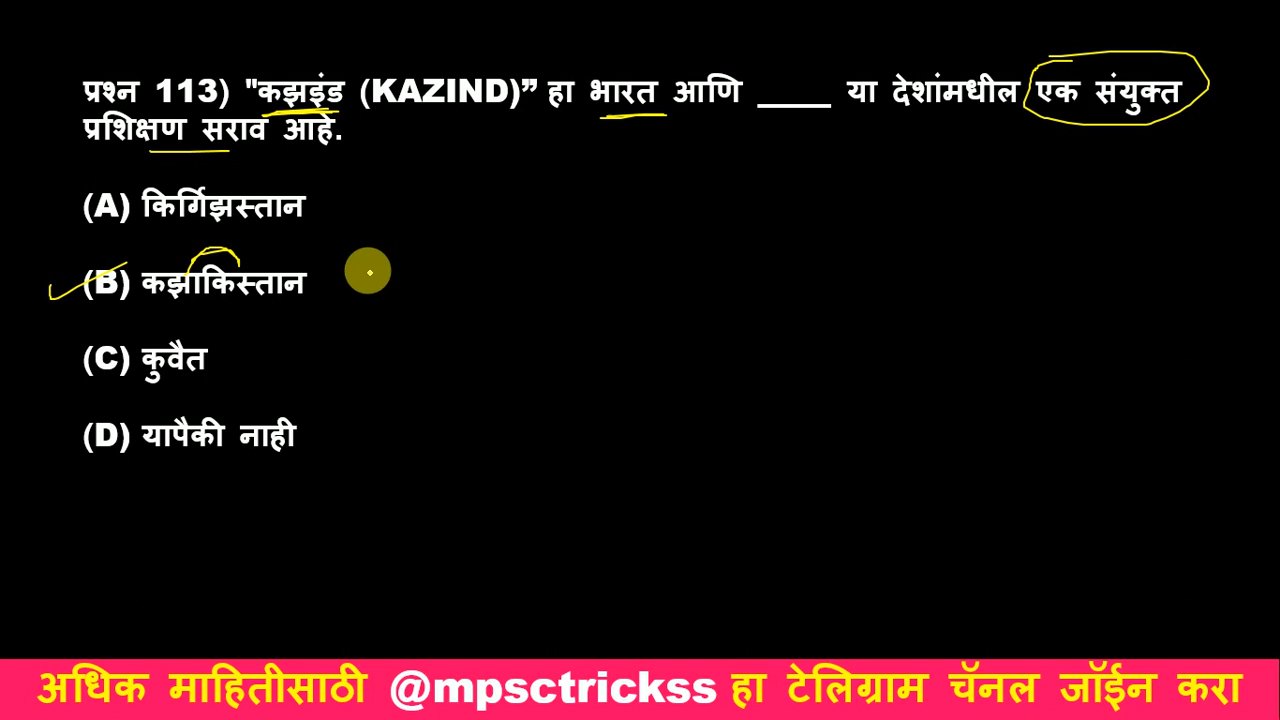 प्रश्न 113) "कझइंड (KAZIND)” हा भारत आणि _____ या देशांमधील एक संयुक्त
प्रशिक्षण सराव आहे.
(A) किर्गिझस्तान
(B) कझाकिस्तान
(C) कुवैत
(D) यापैकी नाही
अधिक माहितीसाठी @mpsctrickss हा टेलिग्राम चॅनल जॉईन करा